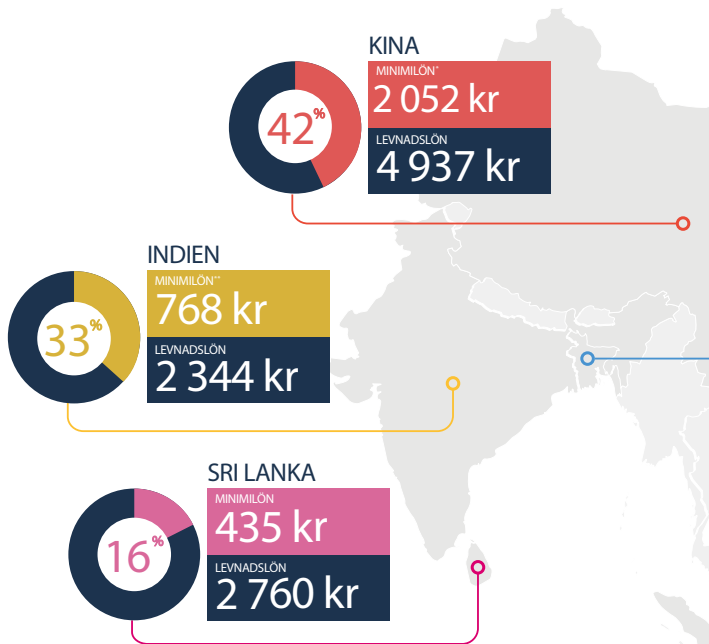 KINA
42%
MINIMILÖN*
2 052 kr
LEVNADSLÖN
4 937 kr
INDIEN
33%
MINIMILÖN**
768 kr
LEVNADSLÖN
2 344 kr
SRI LANKA
16%
MINIMILÖN
435 kr
LEVNADSLÖN
2 760 kr